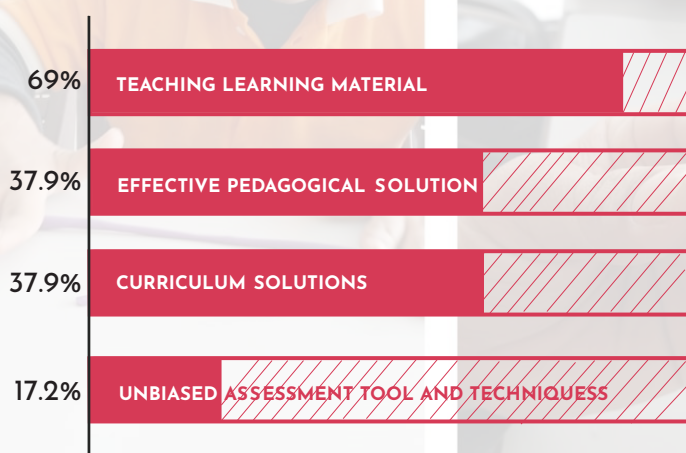 69% TEACHING LEARNING MATERIAL
37.9% EFFECTIVE PEDAGOGICAL SOLUTION
37.9% CURRICULUM SOLUTIONS
17.2% UNBIASED ASSESSMENT TOOL AND TECHNIQUESS